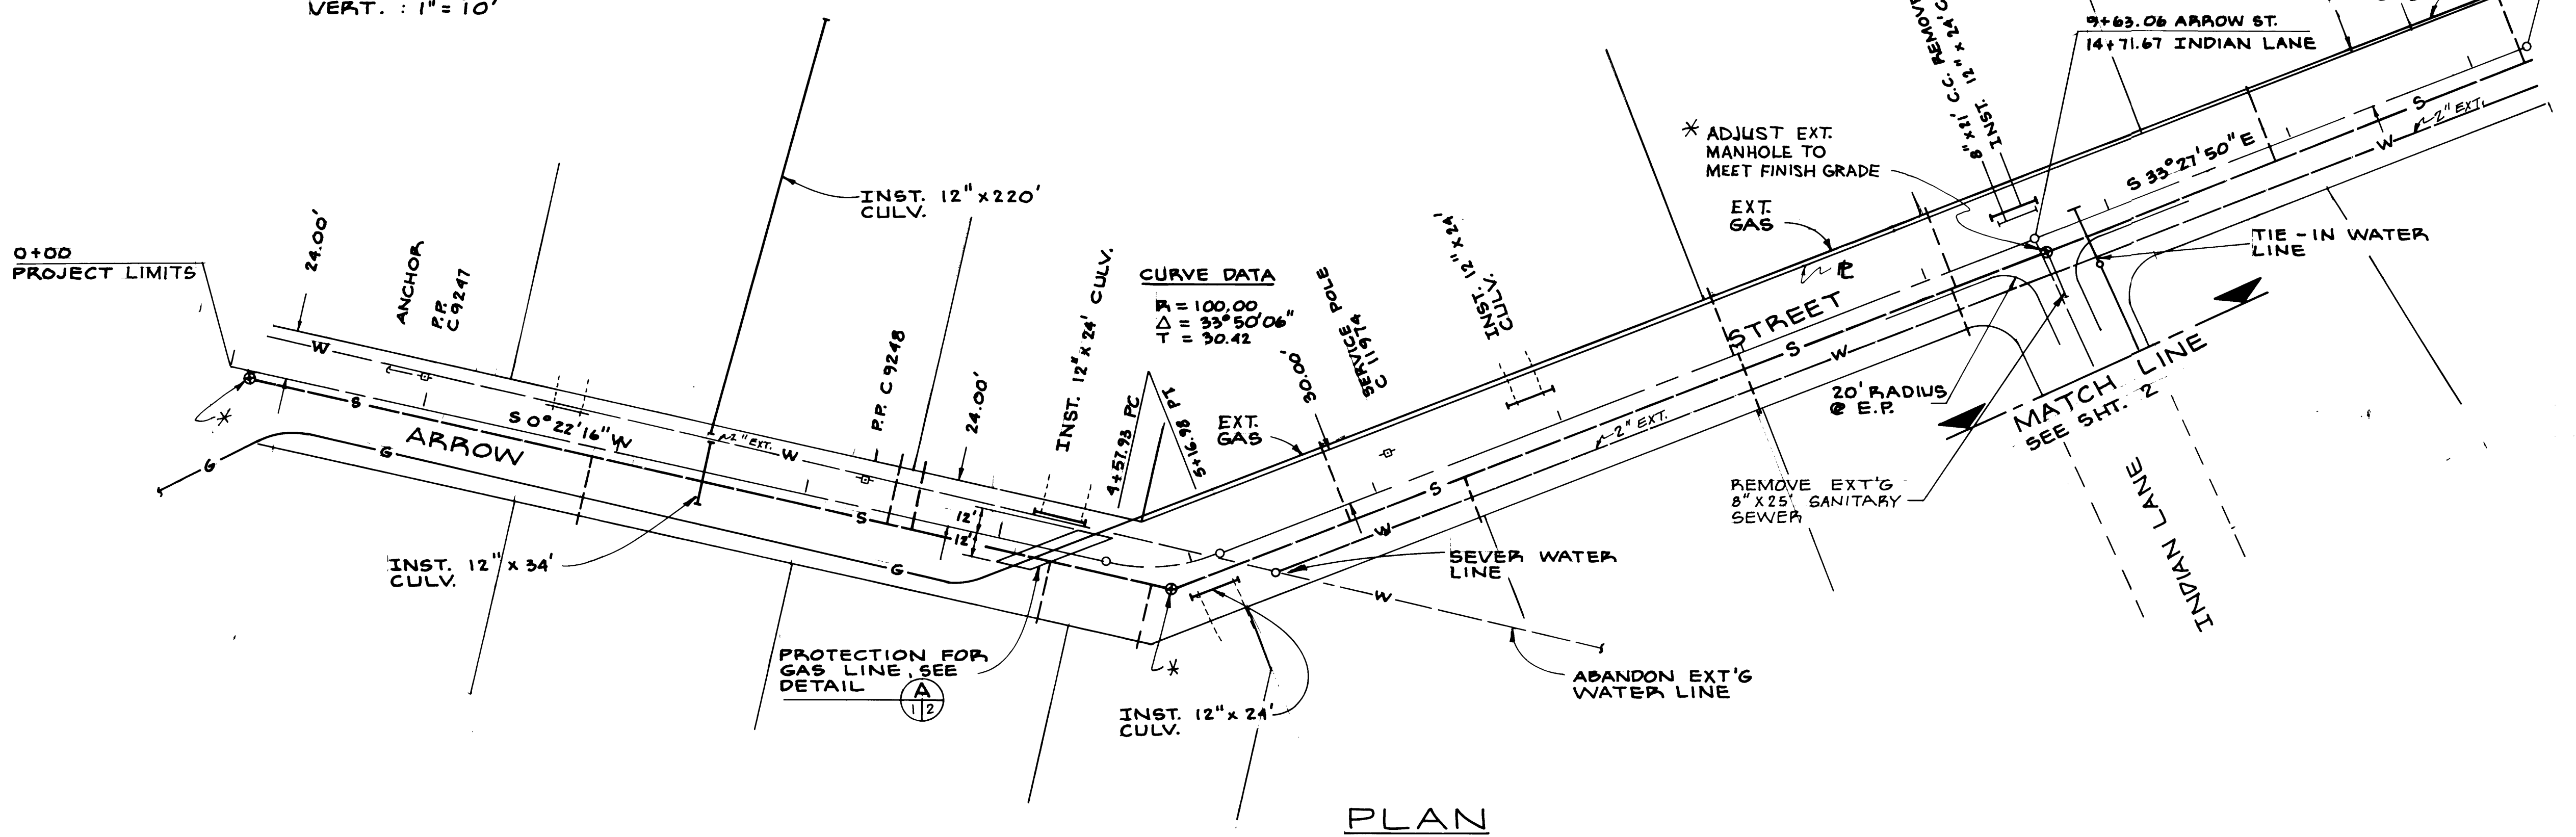 VERT. : 1" = 10'
0+00
PROJECT LIMITS
24.00'
ANCHOR
P.P.
C 9247
INST. 12" x 220'
CULV.
W
S
S 0° 22' 16" W
ARROW
G
G
2" EXT.
W
P.P. C 9248
24.00'
INST. 12" x 24' CULV.
CURVE DATA
R = 100.00
Δ = 33° 50' 06"
T = 30.42
4+57.93 PC
5+16.98 PT
EXT.
GAS
30.00'
SERVICE POLE
C 11974
INST. 12" x 24'
CULV.
S
12'
12'
G
INST. 12" x 34'
CULV.
PROTECTION FOR
GAS LINE, SEE
DETAIL
A
1 2
*
*
INST. 12" x 24'
CULV.
SEVER WATER
LINE
W
ABANDON EXT'G
WATER LINE
S
W
2" EXT.
STREET
S
W
EXT.
GAS
PL
* ADJUST EXT.
MANHOLE TO
MEET FINISH GRADE
8" x 21' C.C. REMOVE
INST. 12" x 24' C
9+63.06 ARROW ST.
14+71.67 INDIAN LANE
S 33° 27' 50" E
S
2" EXT.
W
TIE-IN WATER
LINE
20' RADIUS
@ E.P.
MATCH LINE
SEE SHT. 2
REMOVE EXT'G
8" X 25' SANITARY
SEWER
INDIAN LANE
PLAN